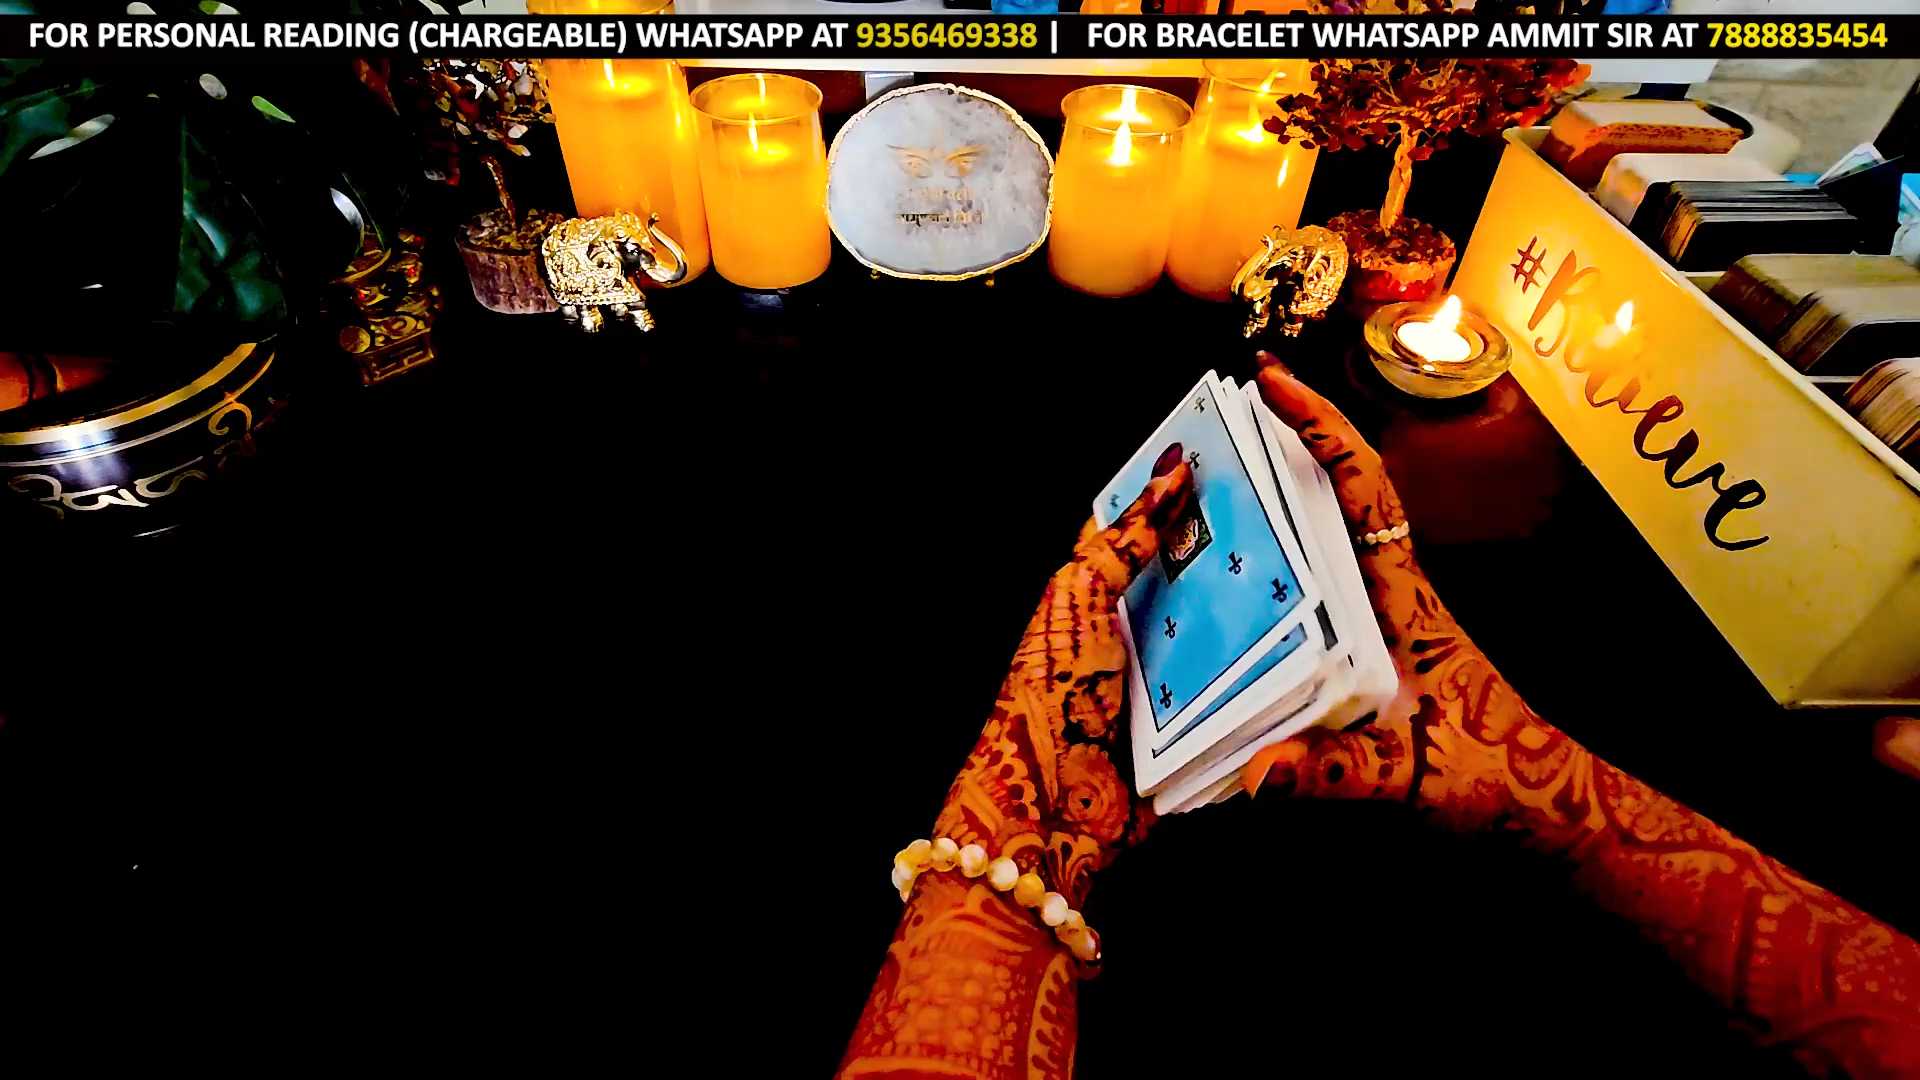 FOR PERSONAL READING (CHARGEABLE) WHATSAPP AT 9356469338 | FOR BRACELET WHATSAPP AMMIT SIR AT 7888835454
#Believe